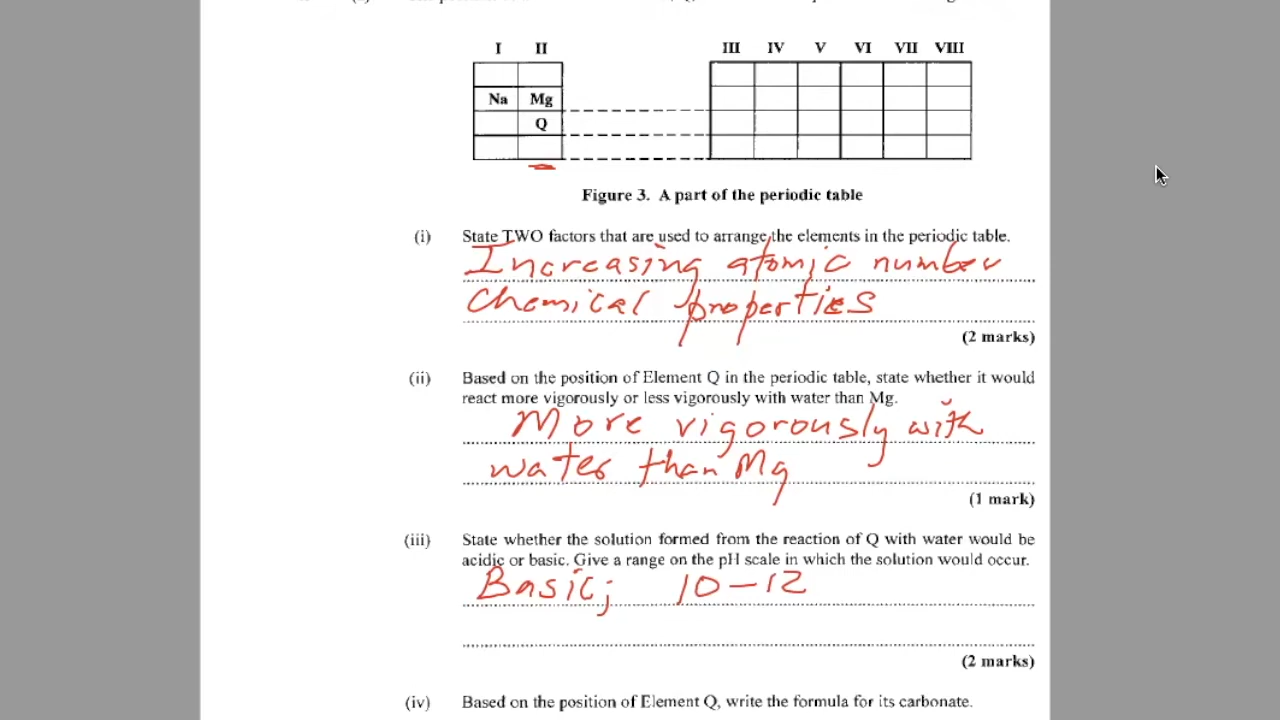 I II III IV V VI VII VIII
Na Mg
Q
Figure 3. A part of the periodic table
(i) State TWO factors that are used to arrange the elements in the periodic table.
Increasing atomic number
Chemical properties
(2 marks)
(ii) Based on the position of Element Q in the periodic table, state whether it would
react more vigorously or less vigorously with water than Mg.
More vigorously with
water than Mg
(1 mark)
(iii) State whether the solution formed from the reaction of Q with water would be
acidic or basic. Give a range on the pH scale in which the solution would occur.
Basic; 10-12
(2 marks)
(iv) Based on the position of Element Q, write the formula for its carbonate.